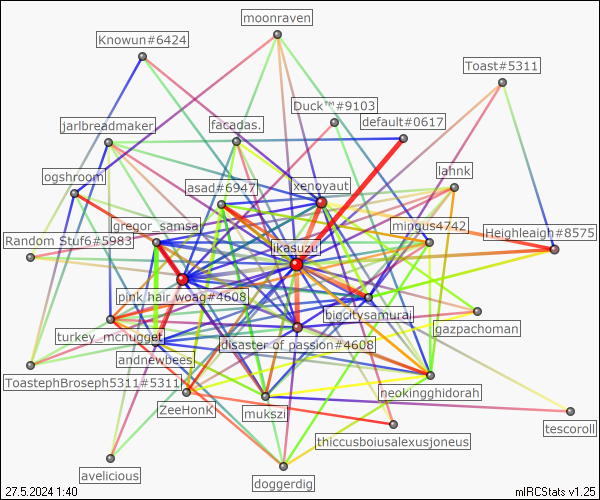 moonraven
Knowun#6424
Toast#5311
Duck™#9103
default#0617
jarlbreadmaker
facadas.
lahnk
ogshroom
asad#6947
xenoyaut
gregor_samsa
mingus4742
Heighleaigh#8575
Random Stuf6#5983
ikasuzu
pink hair woag#4608
bigcitysamurai
gazpachoman
turkey_mcnugget
disaster of passion#4608
andnewbees
ToastephBroseph5311#5311
neokingghidorah
ZeeHonK
mukszi
tescoroll
thiccusboiusalexusjoneus
avelicious
doggerdig
27.5.2024 1:40
mIRCStats v1.25